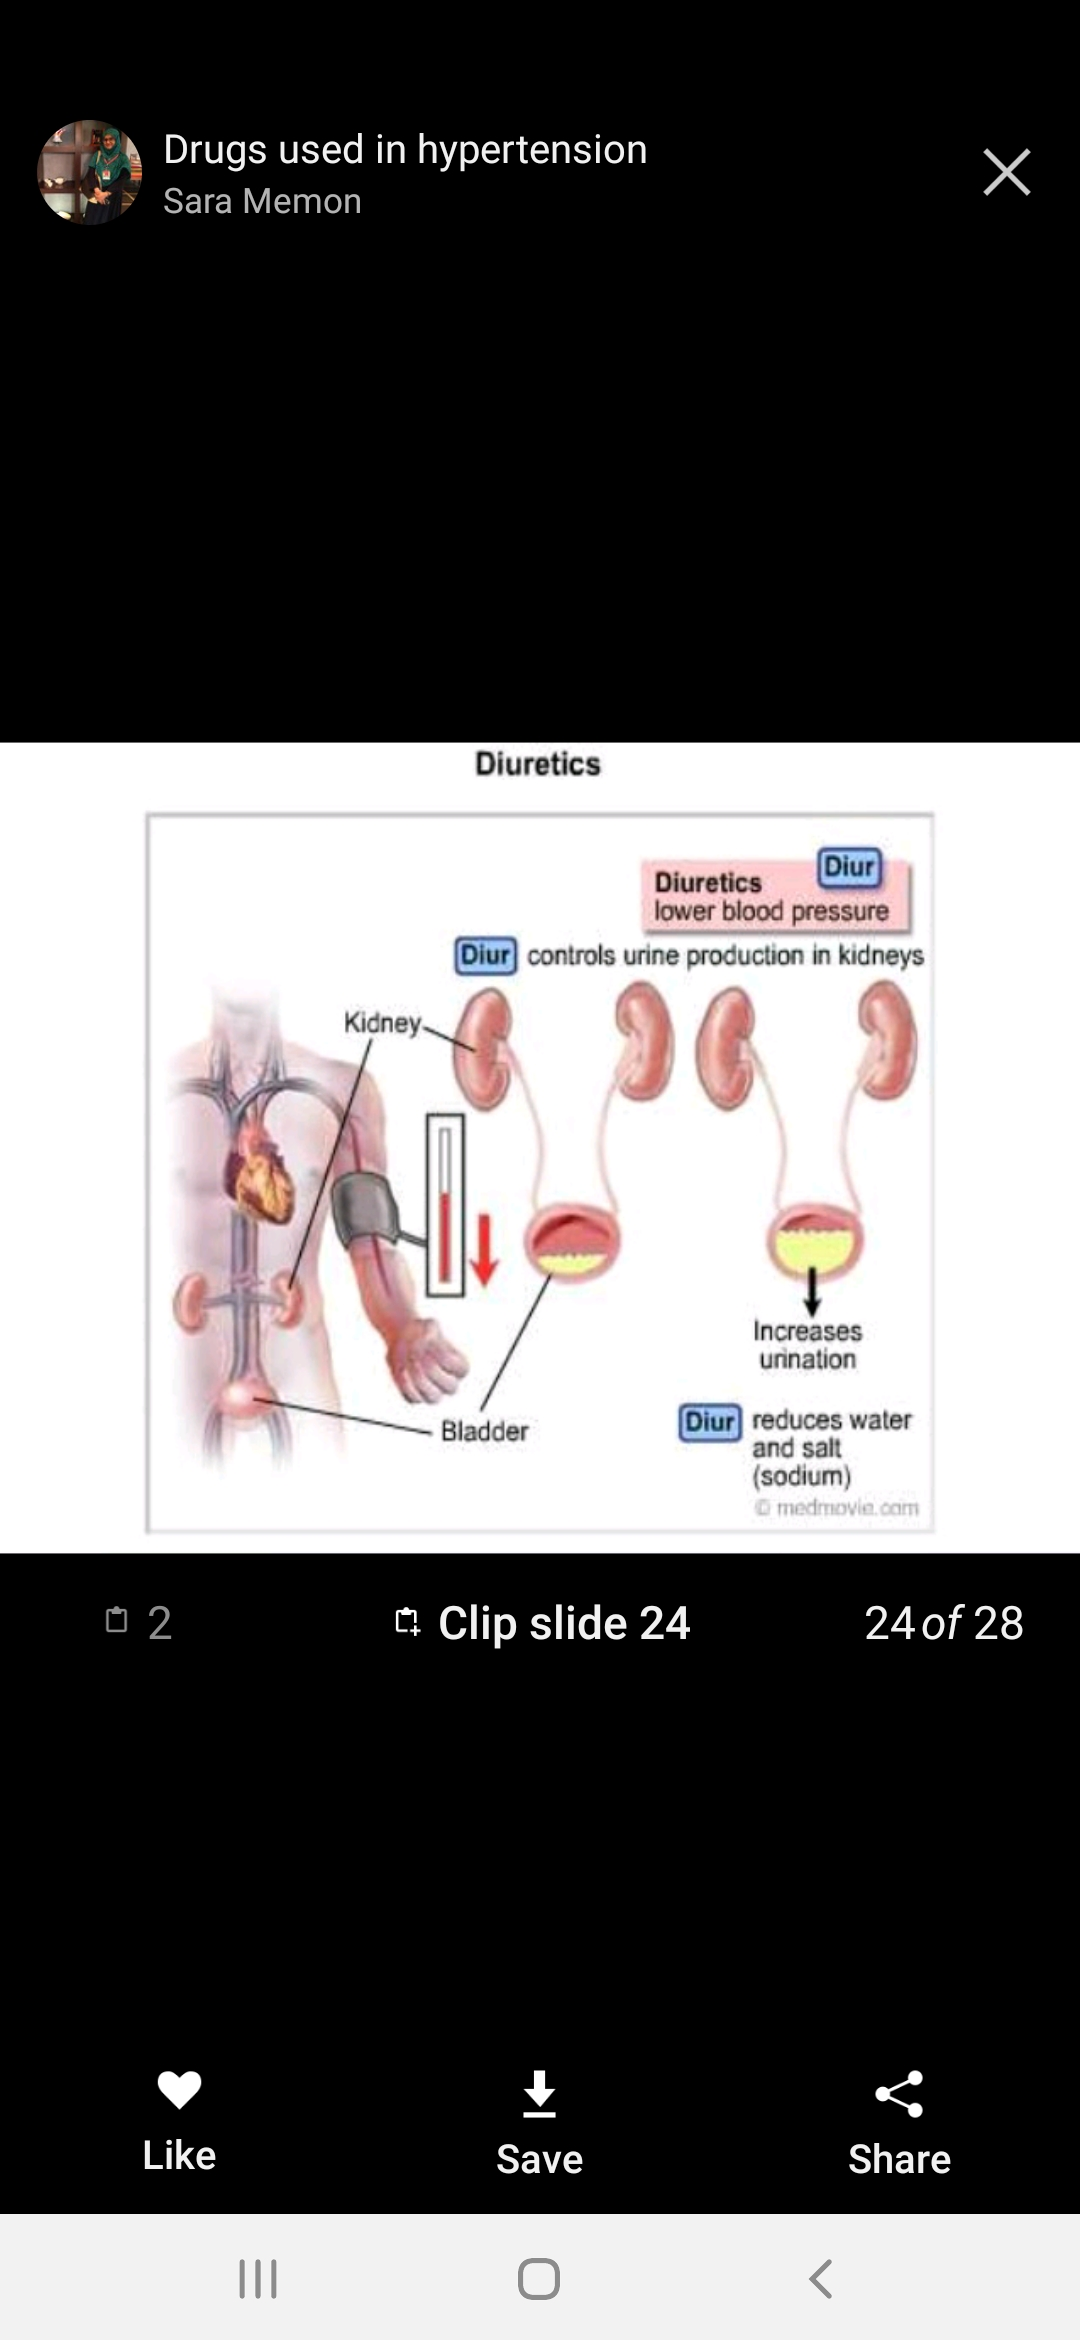 Drugs used in hypertension
Sara Memon
Diuretics
Diur
Diuretics
lower blood pressure
Diur controls urine production in kidneys
Kidney
Increases
urination
Bladder
Diur reduces water
and salt
(sodium)
© medmovie.com
2
Clip slide 24
24 of 28
Like
Save
Share